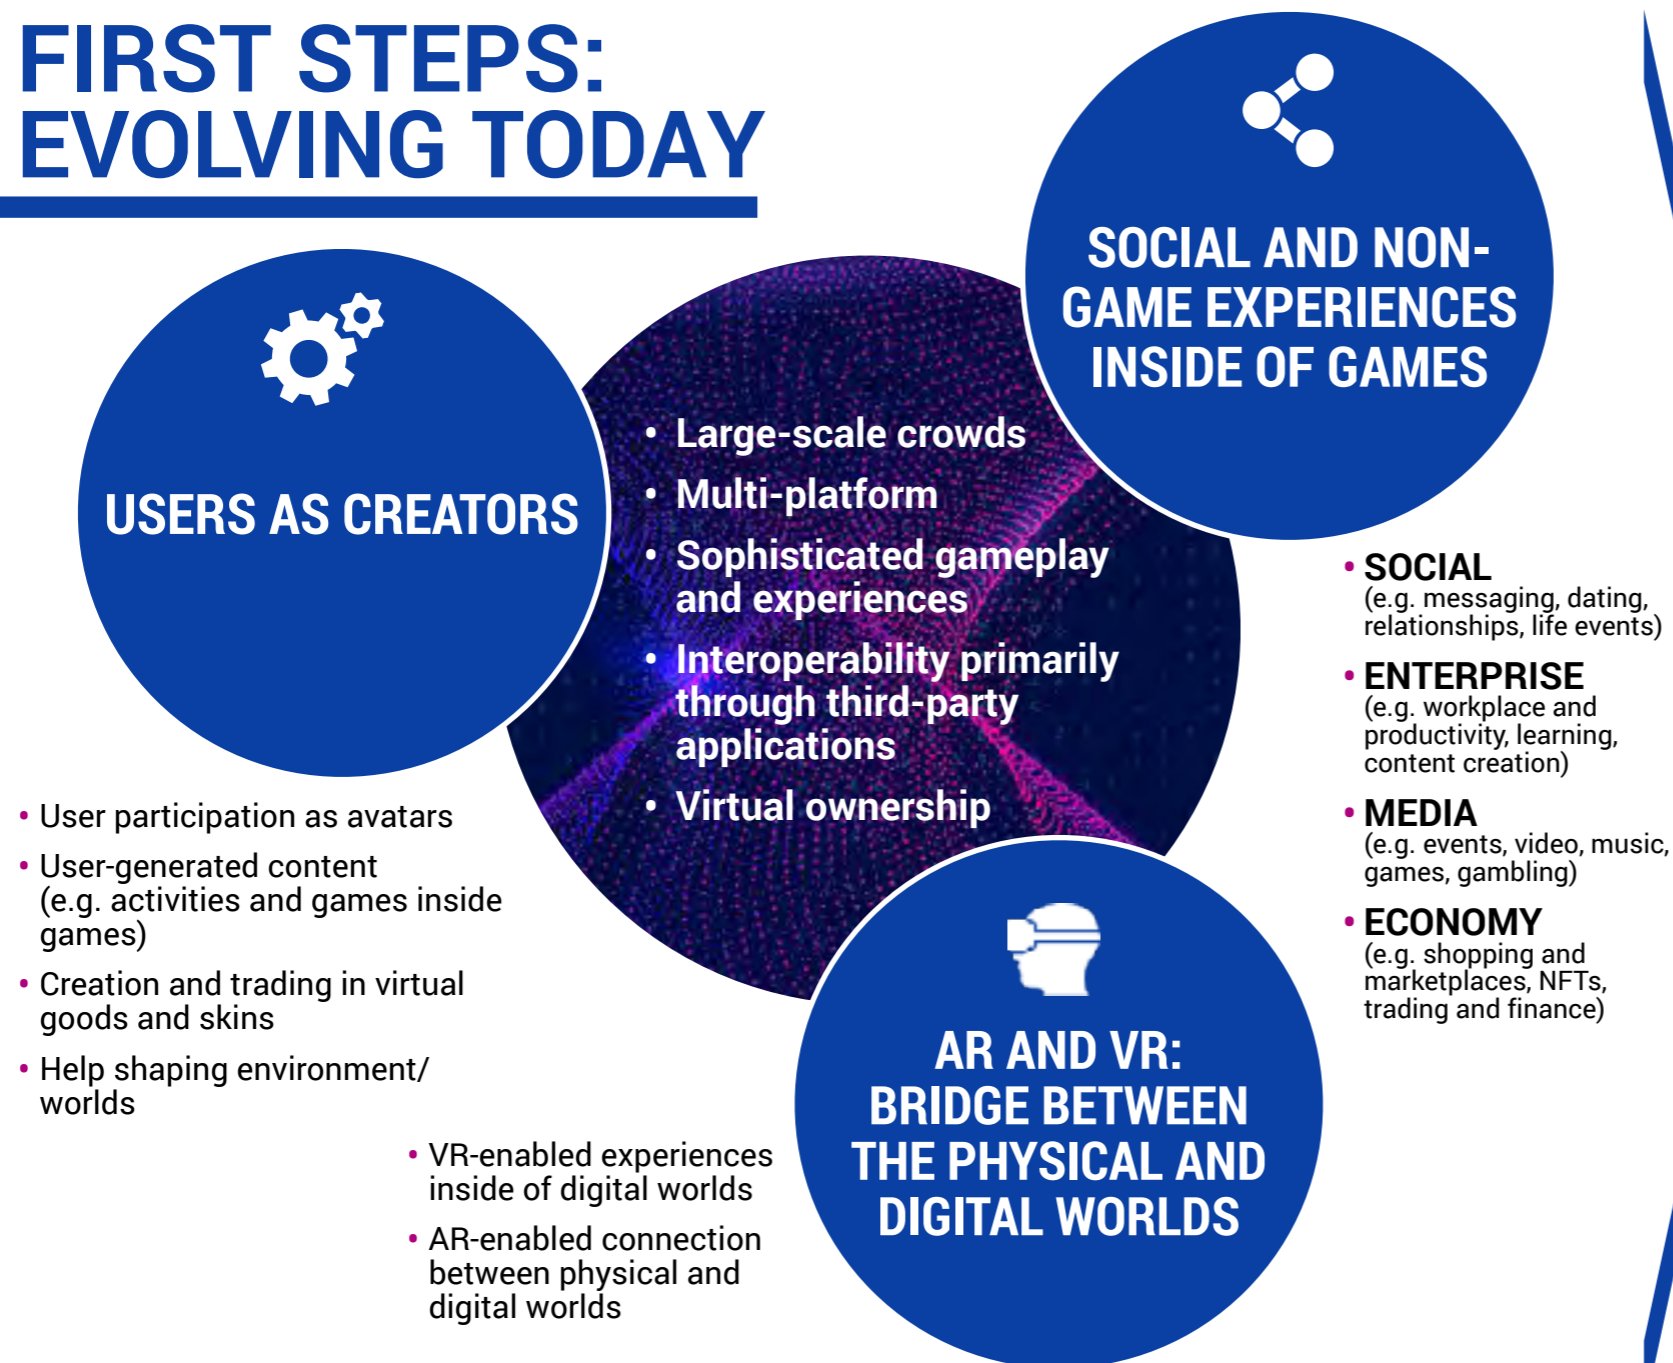 FIRST STEPS:
EVOLVING TODAY
SOCIAL AND NON-
GAME EXPERIENCES
INSIDE OF GAMES
USERS AS CREATORS
• Large-scale crowds
• Multi-platform
• Sophisticated gameplay
and experiences
• Interoperability primarily
through third-party
applications
• Virtual ownership
• SOCIAL
(e.g. messaging, dating,
relationships, life events)
• ENTERPRISE
(e.g. workplace and
productivity, learning,
content creation)
• MEDIA
(e.g. events, video, music,
games, gambling)
• ECONOMY
(e.g. shopping and
marketplaces, NFTs,
trading and finance)
• User participation as avatars
• User-generated content
(e.g. activities and games inside
games)
• Creation and trading in virtual
goods and skins
• Help shaping environment/
worlds
AR AND VR:
BRIDGE BETWEEN
THE PHYSICAL AND
DIGITAL WORLDS
• VR-enabled experiences
inside of digital worlds
• AR-enabled connection
between physical and
digital worlds